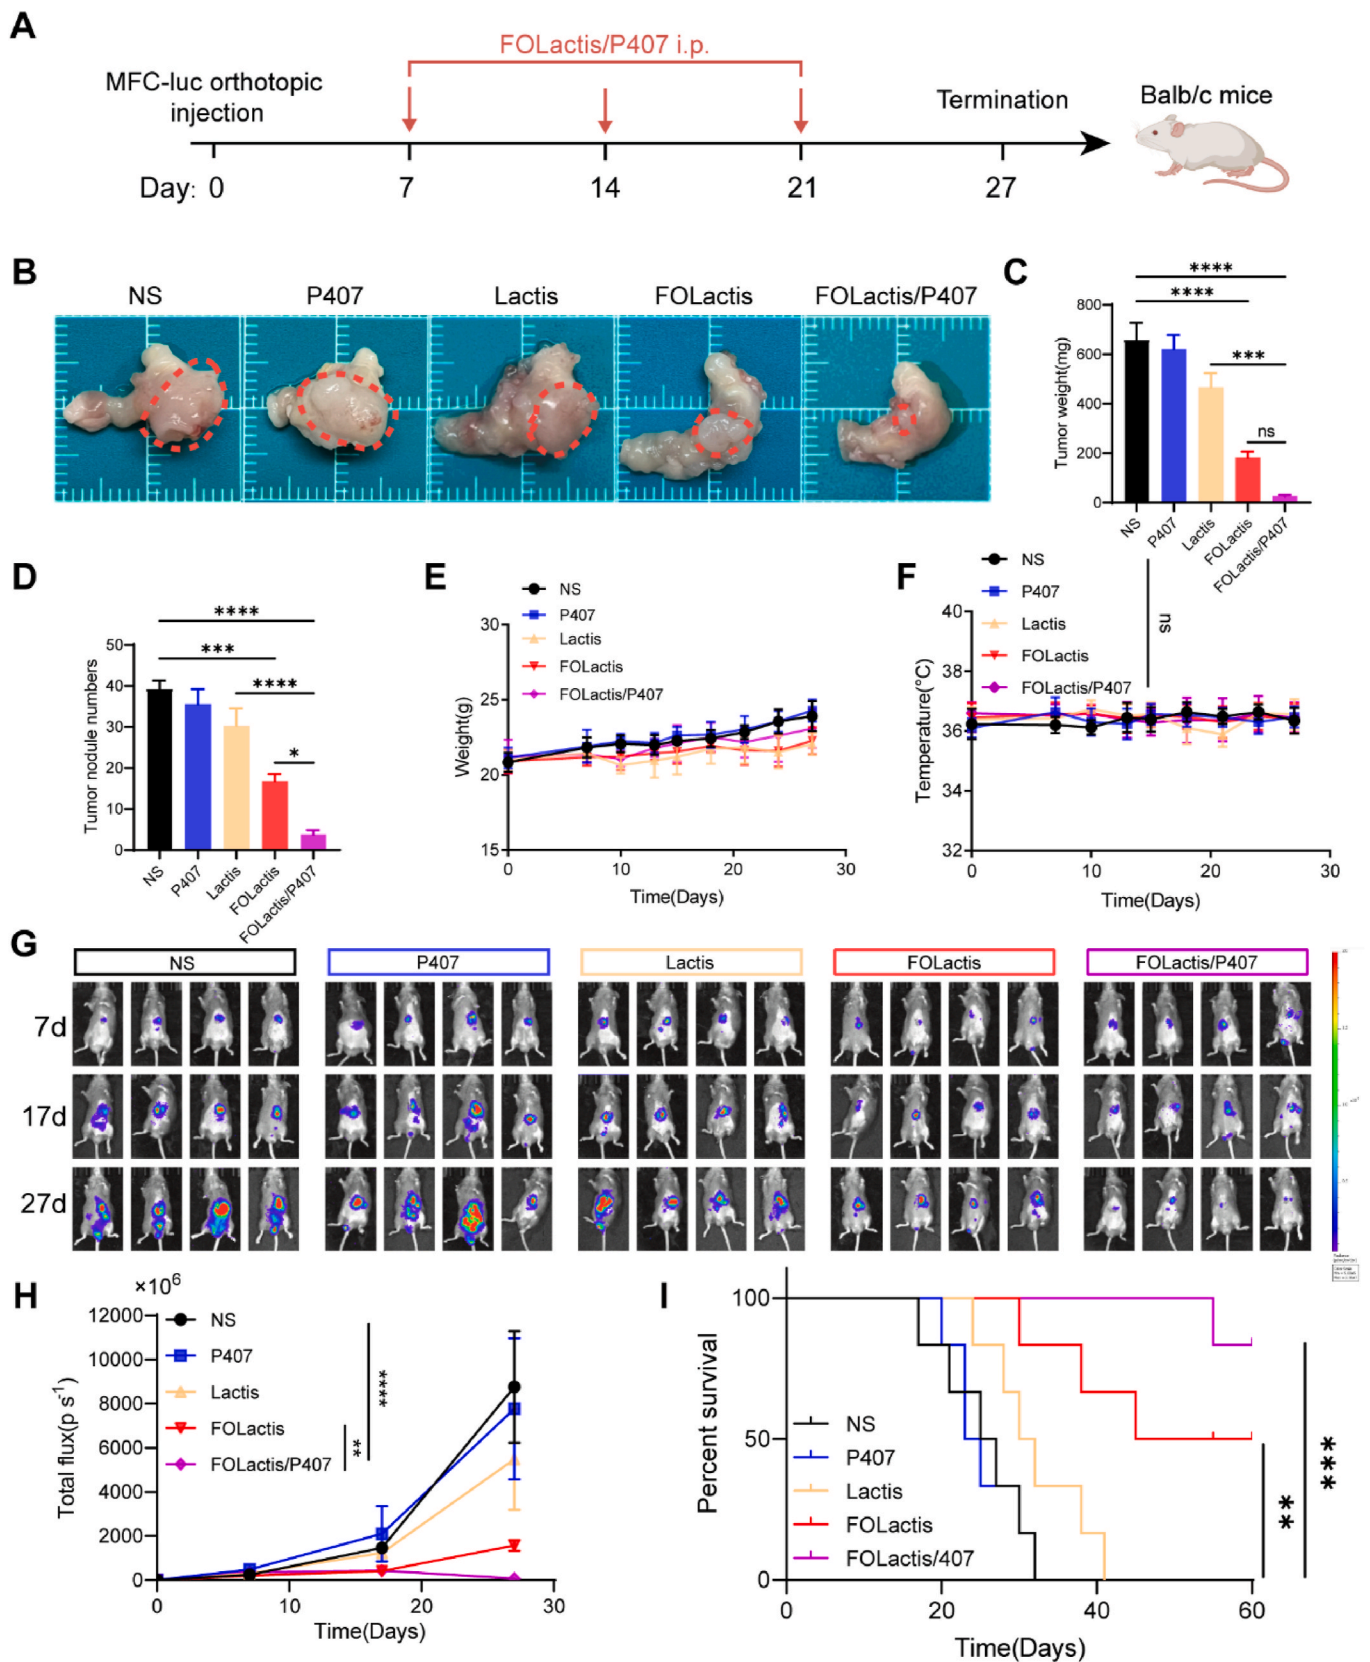 A
FOLactis/P407 i.p.
MFC-luc orthotopic
injection
Termination
Balb/c mice
Day: 0 7 14 21 27
B
NS P407 Lactis FOLactis FOLactis/P407
C
****
****
***
ns
Tumor weight(mg)
800
600
400
200
0
NS P407 Lactis FOLactis FOLactis/P407
D
****
***
****
*
Tumor nodule numbers
50
40
30
20
10
0
NS P407 Lactis FOLactis FOLactis/P407
E
NS
P407
Lactis
FOLactis
FOLactis/P407
Weight(g)
30
25
20
15
0 10 20 30
Time(Days)
F
NS
P407
Lactis
FOLactis
FOLactis/P407
ns
Temperature(°C)
40
38
36
34
32
0 10 20 30
Time(Days)
G
NS P407 Lactis FOLactis FOLactis/P407
7d
17d
27d
H
×10⁶
12000
10000
8000
6000
4000
2000
0
Total flux(p s⁻¹)
NS
P407
Lactis
FOLactis
FOLactis/P407
****
**
0 10 20 30
Time(Days)
I
100
50
0
Percent survival
NS
P407
Lactis
FOLactis
FOLactis/407
**
***
0 20 40 60
Time(Days)